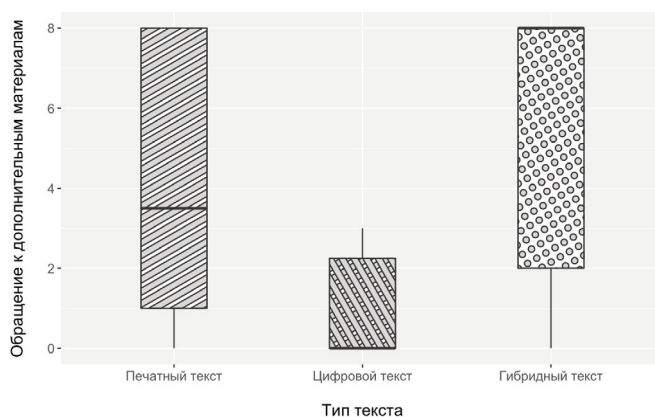 Обращение к дополнительным материалам
8
6
4
2
0
Печатный текст
Цифровой текст
Гибридный текст
Тип текста